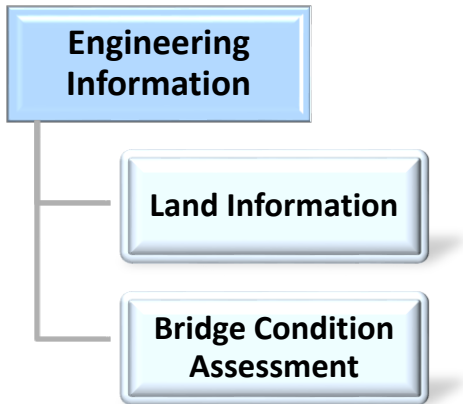 Engineering
Information
Land Information
Bridge Condition
Assessment